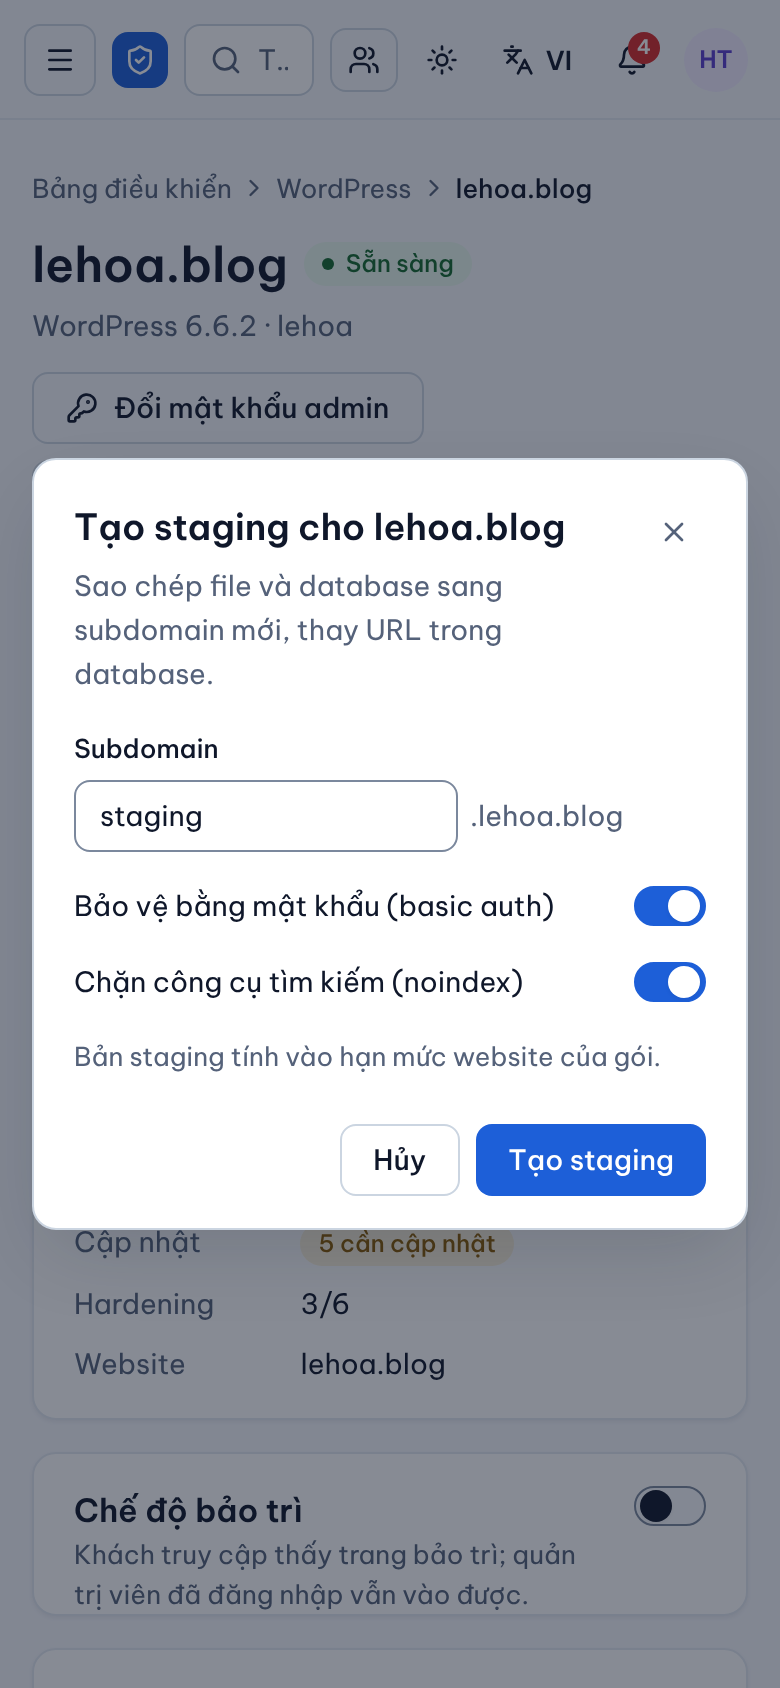 T..
VI
4
HT
Bảng điều khiển > WordPress > lehoa.blog
lehoa.blog
Sẵn sàng
WordPress 6.6.2 · lehoa
Đổi mật khẩu admin
Tạo staging cho lehoa.blog
Sao chép file và database sang
subdomain mới, thay URL trong
database.
Subdomain
staging
.lehoa.blog
Bảo vệ bằng mật khẩu (basic auth)
Chặn công cụ tìm kiếm (noindex)
Bản staging tính vào hạn mức website của gói.
Hủy
Tạo staging
Cập nhật
5 cần cập nhật
Hardening
3/6
Website
lehoa.blog
Chế độ bảo trì
Khách truy cập thấy trang bảo trì; quản
trị viên đã đăng nhập vẫn vào được.